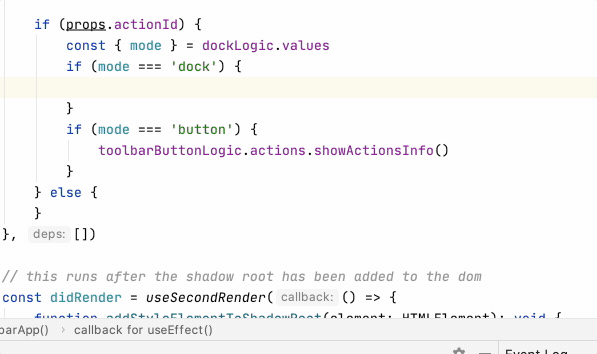 if (props.actionId) {
const { mode } = dockLogic.values
if (mode === 'dock') {
}
if (mode === 'button') {
toolbarButtonLogic.actions.showActionsInfo()
}
} else {
}
}, deps: [])
// this runs after the shadow root has been added to the dom
const didRender = useSecondRender( callback: () => {
function addStyleElementToShadowRoot(element: HTMLElement): void {
barApp() › callback for useEffect()
Event Log